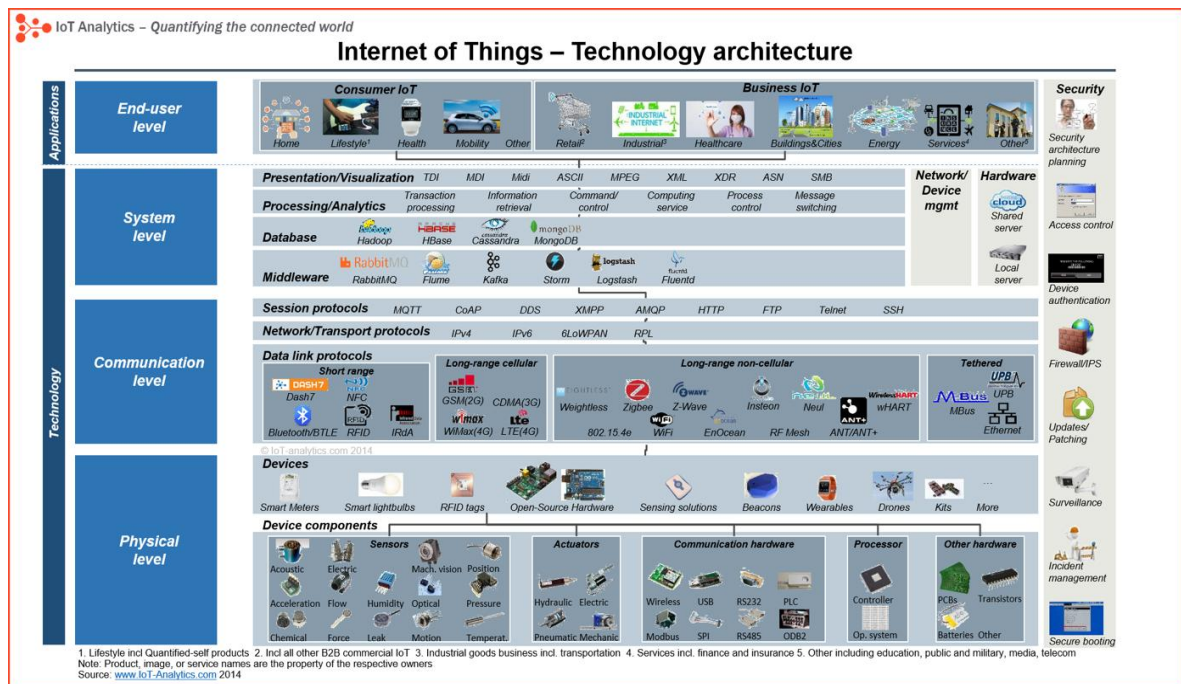 IoT Analytics – Quantifying the connected world
Internet of Things – Technology architecture
Applications
End-user level
Consumer IoT
Home Lifestyle¹ Health Mobility Other
Business IoT
Retail² Industrial³ Healthcare Buildings&Cities Energy Services⁴ Other⁵
INDUSTRIAL INTERNET
Technology
System level
Presentation/Visualization TDI MDI Midi ASCII MPEG XML XDR ASN SMB
Processing/Analytics Transaction processing Information retrieval Command/control Computing service Process control Message switching
Database
hadoop HBASE cassandra mongoDB
Hadoop HBase Cassandra MongoDB
Middleware
RabbitMQ logstash fluentd
RabbitMQ Flume Kafka Storm Logstash Fluentd
Network/Device mgmt
Hardware
cloud
Shared server
Local server
Communication level
Session protocols MQTT CoAP DDS XMPP AMQP HTTP FTP Telnet SSH
Network/Transport protocols IPv4 IPv6 6LoWPAN RPL
Data link protocols
Short range
DASH7 NFC
Dash7 NFC
RFID
Bluetooth/BTLE RFID IRdA
Long-range cellular
GSM
GSM(2G) CDMA(3G)
wimax lte
WiMax(4G) LTE(4G)
Long-range non-cellular
WirelessHART
Weightless Zigbee Z-Wave Insteon Neul wHART
WiFi ANT+
802.15.4e WiFi EnOcean RF Mesh ANT/ANT+
Tethered
UPB
M-Bus
MBus UPB
Ethernet
© IoT-analytics.com 2014
Physical level
Devices
Smart Meters Smart lightbulbs RFID tags Open-Source Hardware Sensing solutions Beacons Wearables Drones Kits More
...
Device components
Sensors
Acoustic Electric Mach. vision Position
Acceleration Flow Humidity Optical Pressure
Chemical Force Leak Motion Temperat.
Actuators
Hydraulic Electric
Pneumatic Mechanic
Communication hardware
Wireless USB RS232 PLC
Modbus SPI RS485 ODB2
Processor
Controller
Op. system
Other hardware
PCBs Transistors
Batteries Other
Security
Security architecture planning
Access control
Device authentication
Firewall/IPS
Updates/Patching
Surveillance
Incident management
Secure booting
1. Lifestyle incl Quantified-self products 2. Incl all other B2B commercial IoT 3. Industrial goods business incl. transportation 4. Services incl. finance and insurance 5. Other including education, public and military, media, telecom
Note: Product, image, or service names are the property of the respective owners
Source: www.IoT-Analytics.com 2014